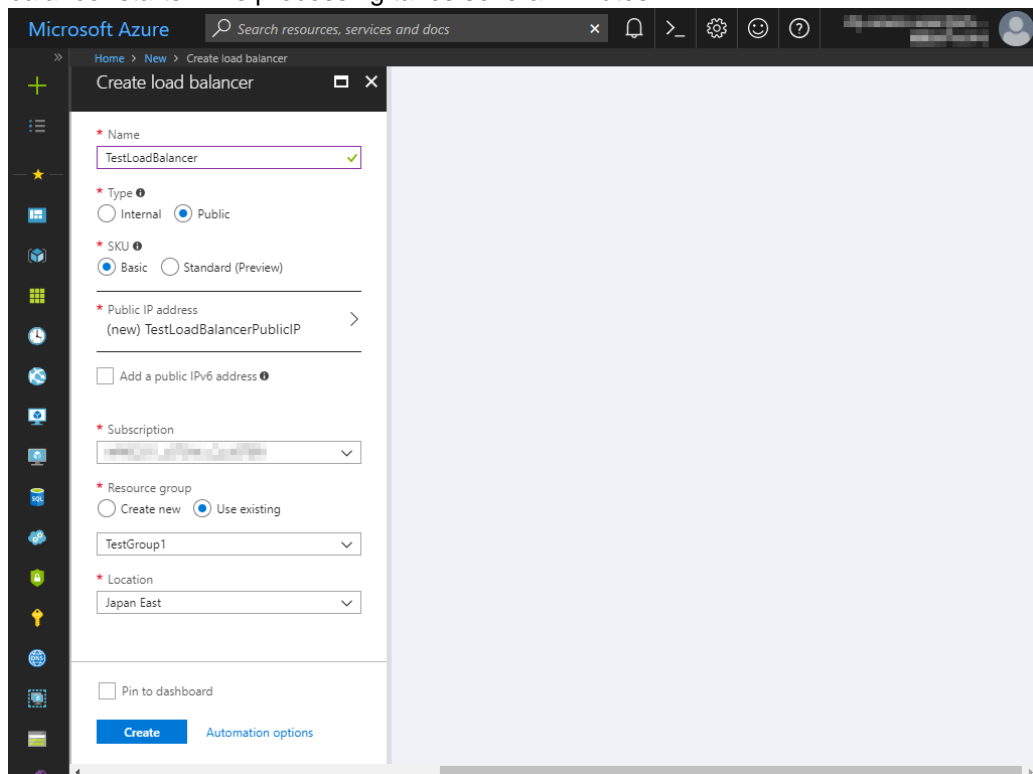 Microsoft Azure
Search resources, services and docs
Home > New > Create load balancer
Create load balancer
* Name
TestLoadBalancer
* Type
Internal
Public
* SKU
Basic
Standard (Preview)
* Public IP address
(new) TestLoadBalancerPublicIP
Add a public IPv6 address
* Subscription
* Resource group
Create new
Use existing
TestGroup1
* Location
Japan East
Pin to dashboard
Create
Automation options
SQL
DNS